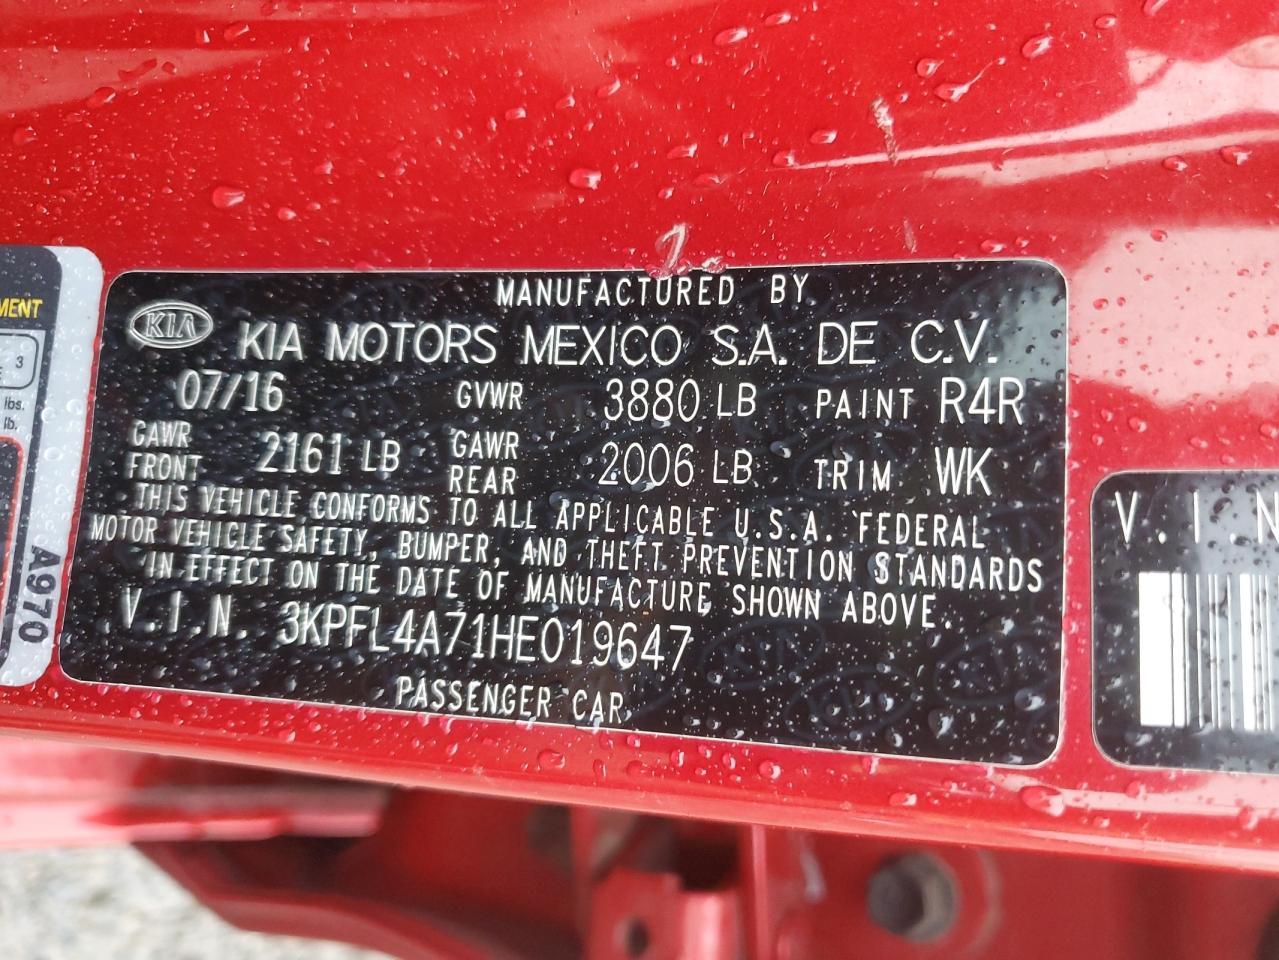 MENT
3
lbs.
lb.
A970
MANUFACTURED BY
KIA KIA MOTORS MEXICO S.A. DE C.V.
07/16 GVWR 3880 LB PAINT R4R
GAWR FRONT 2161 LB GAWR REAR 2006 LB TRIM WK
THIS VEHICLE CONFORMS TO ALL APPLICABLE U.S.A. FEDERAL
MOTOR VEHICLE SAFETY, BUMPER, AND THEFT PREVENTION STANDARDS
IN EFFECT ON THE DATE OF MANUFACTURE SHOWN ABOVE.
V.I.N. 3KPFL4A71HE019647
PASSENGER CAR
V.I.N